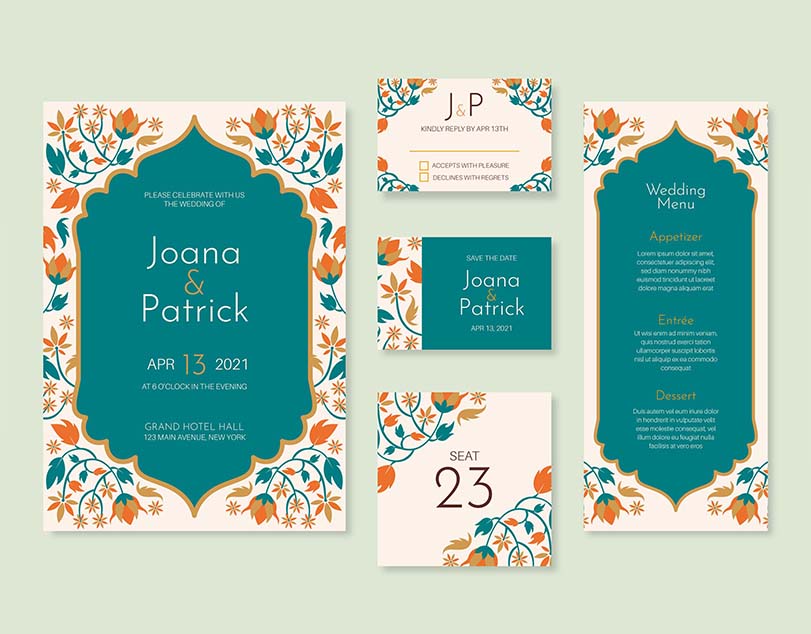 PLEASE CELEBRATE WITH US
THE WEDDING OF
Joana
&
Patrick
APR 13 2021
AT 6 O'CLOCK IN THE EVENING
GRAND HOTEL HALL
123 MAIN AVENUE, NEW YORK
J&P
KINDLY REPLY BY APR 13TH
ACCEPTS WITH PLEASURE
DECLINES WITH REGRETS
SAVE THE DATE
Joana
&
Patrick
APR 13, 2021
SEAT
23
Wedding
Menu
Appetizer
Lorem ipsum dolor sit amet,
consectetuer adipiscing elit,
sed diam nonummy nibh
euismod tincidunt ut laoreet
dolore magna aliquam erat
Entrée
Ut wisi enim ad minim veniam,
quis nostrud exerci tation
ullamcorper suscipit lobortis
nisl ut aliquip ex ea commodo
consequat
Dessert
Duis autem vel eum iriure dolor
in hendrerit in vulputate velit
esse molestie consequat, vel
illum dolore eu feugiat nulla
facilisis at vero eros